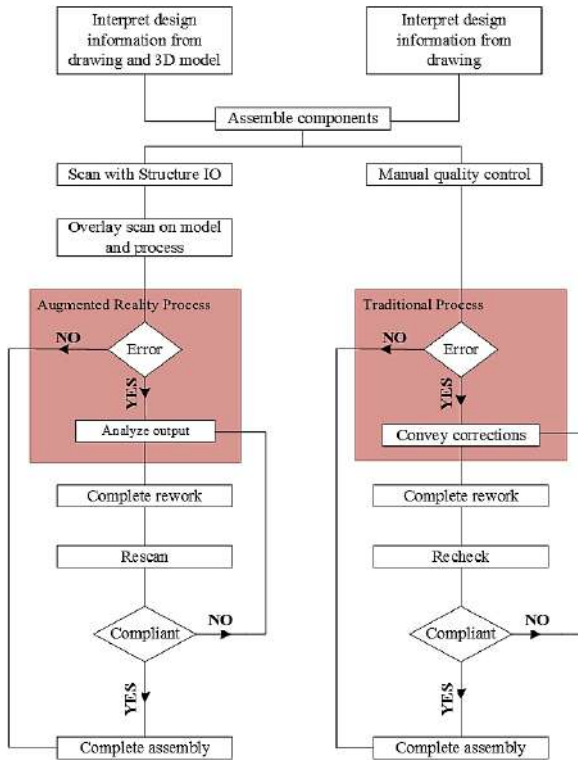 Interpret design
information from
drawing and 3D model
Interpret design
information from
drawing
Assemble components
Scan with Structure IO
Manual quality control
Overlay scan on model
and process
Augmented Reality Process
NO
Error
YES
Analyze output
Complete rework
Rescan
Compliant
NO
YES
Complete assembly
Traditional Process
NO
Error
YES
Convey corrections
Complete rework
Recheck
Compliant
NO
YES
Complete assembly